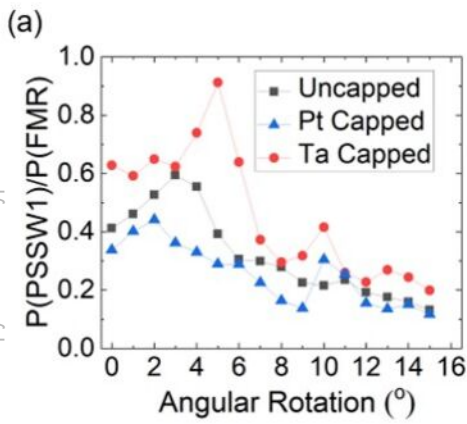 (a)
P(PSSW1)/P(FMR)
1.0
0.8
0.6
0.4
0.2
0.0
Uncapped
Pt Capped
Ta Capped
0 2 4 6 8 10 12 14 16
Angular Rotation (°)